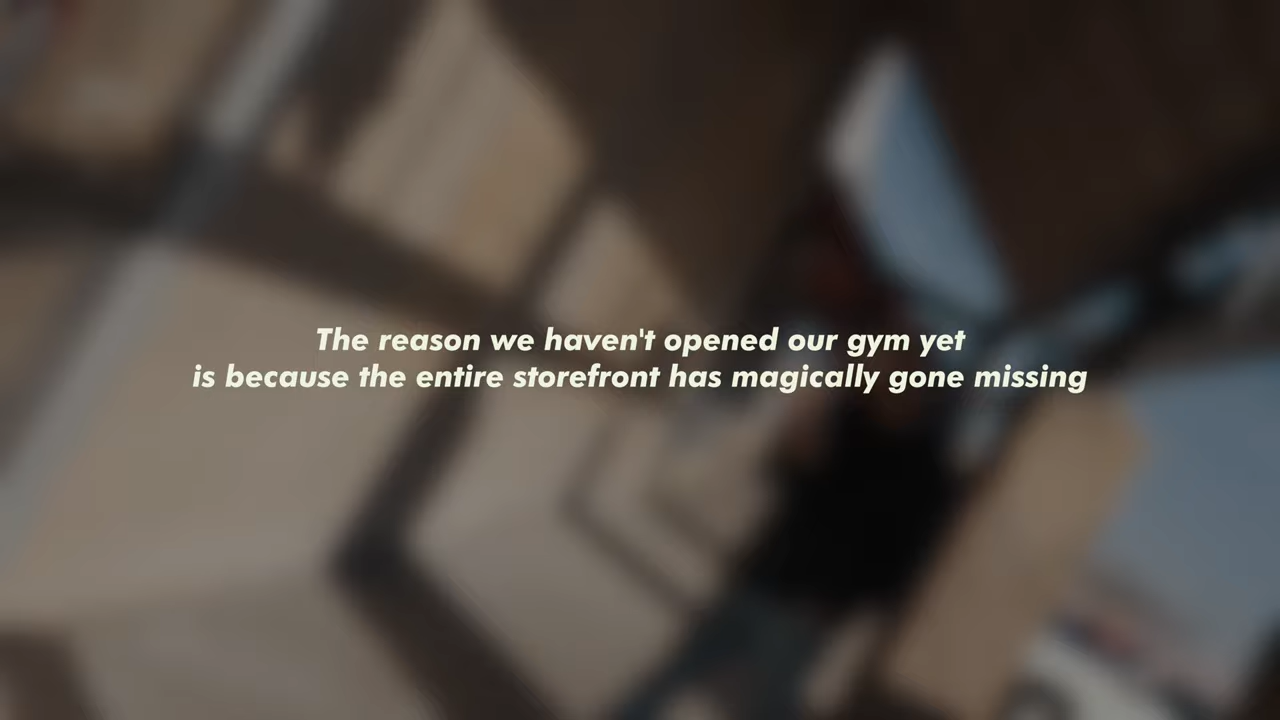 The reason we haven't opened our gym yet
is because the entire storefront has magically gone missing